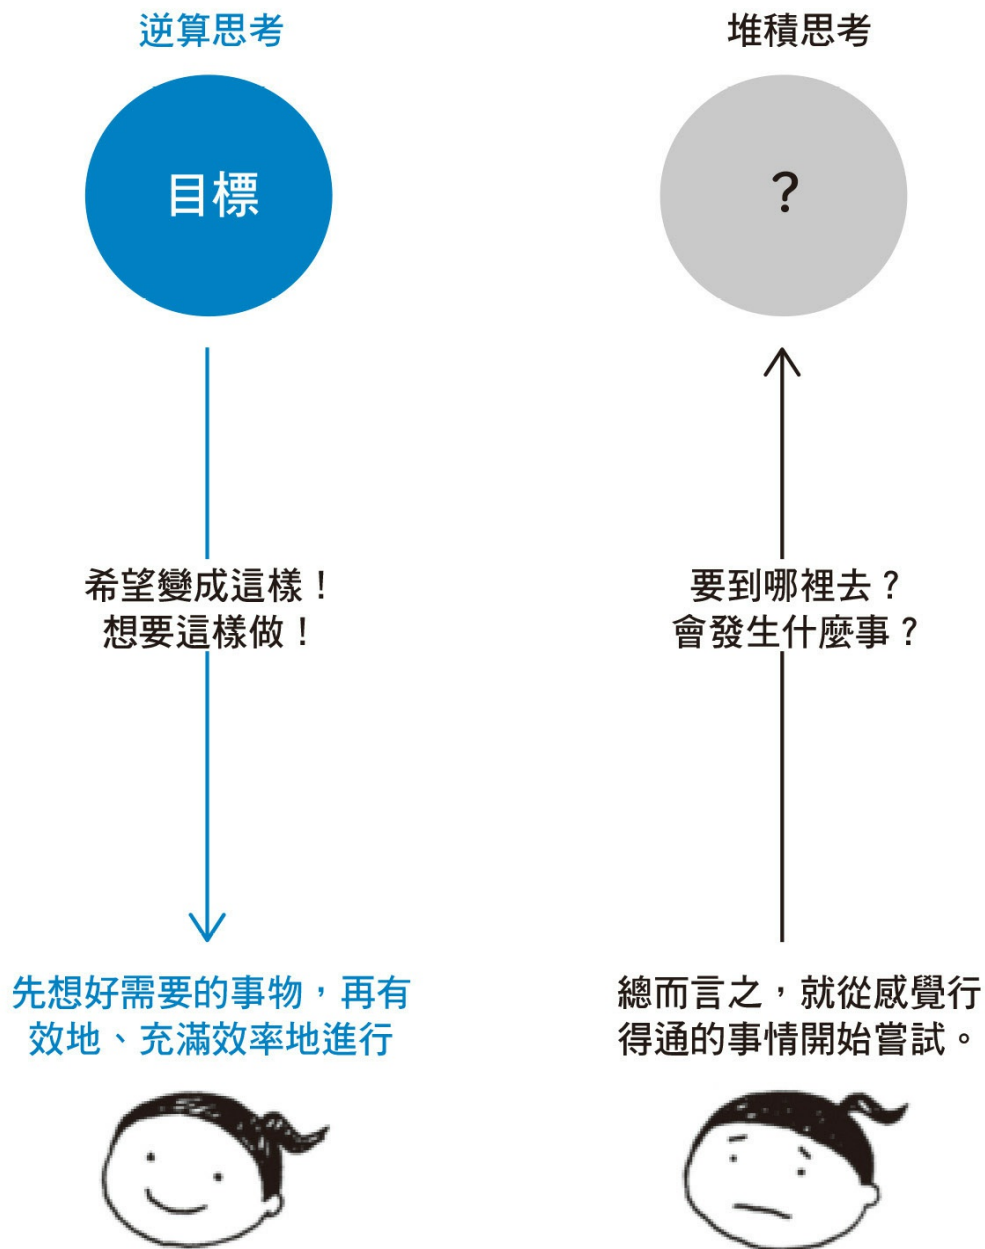 逆算思考
目標
希望變成這樣！
想要這樣做！
先想好需要的事物，再有
效地、充滿效率地進行
堆積思考
？
要到哪裡去？
會發生什麼事？
總而言之，就從感覺行
得通的事情開始嘗試。